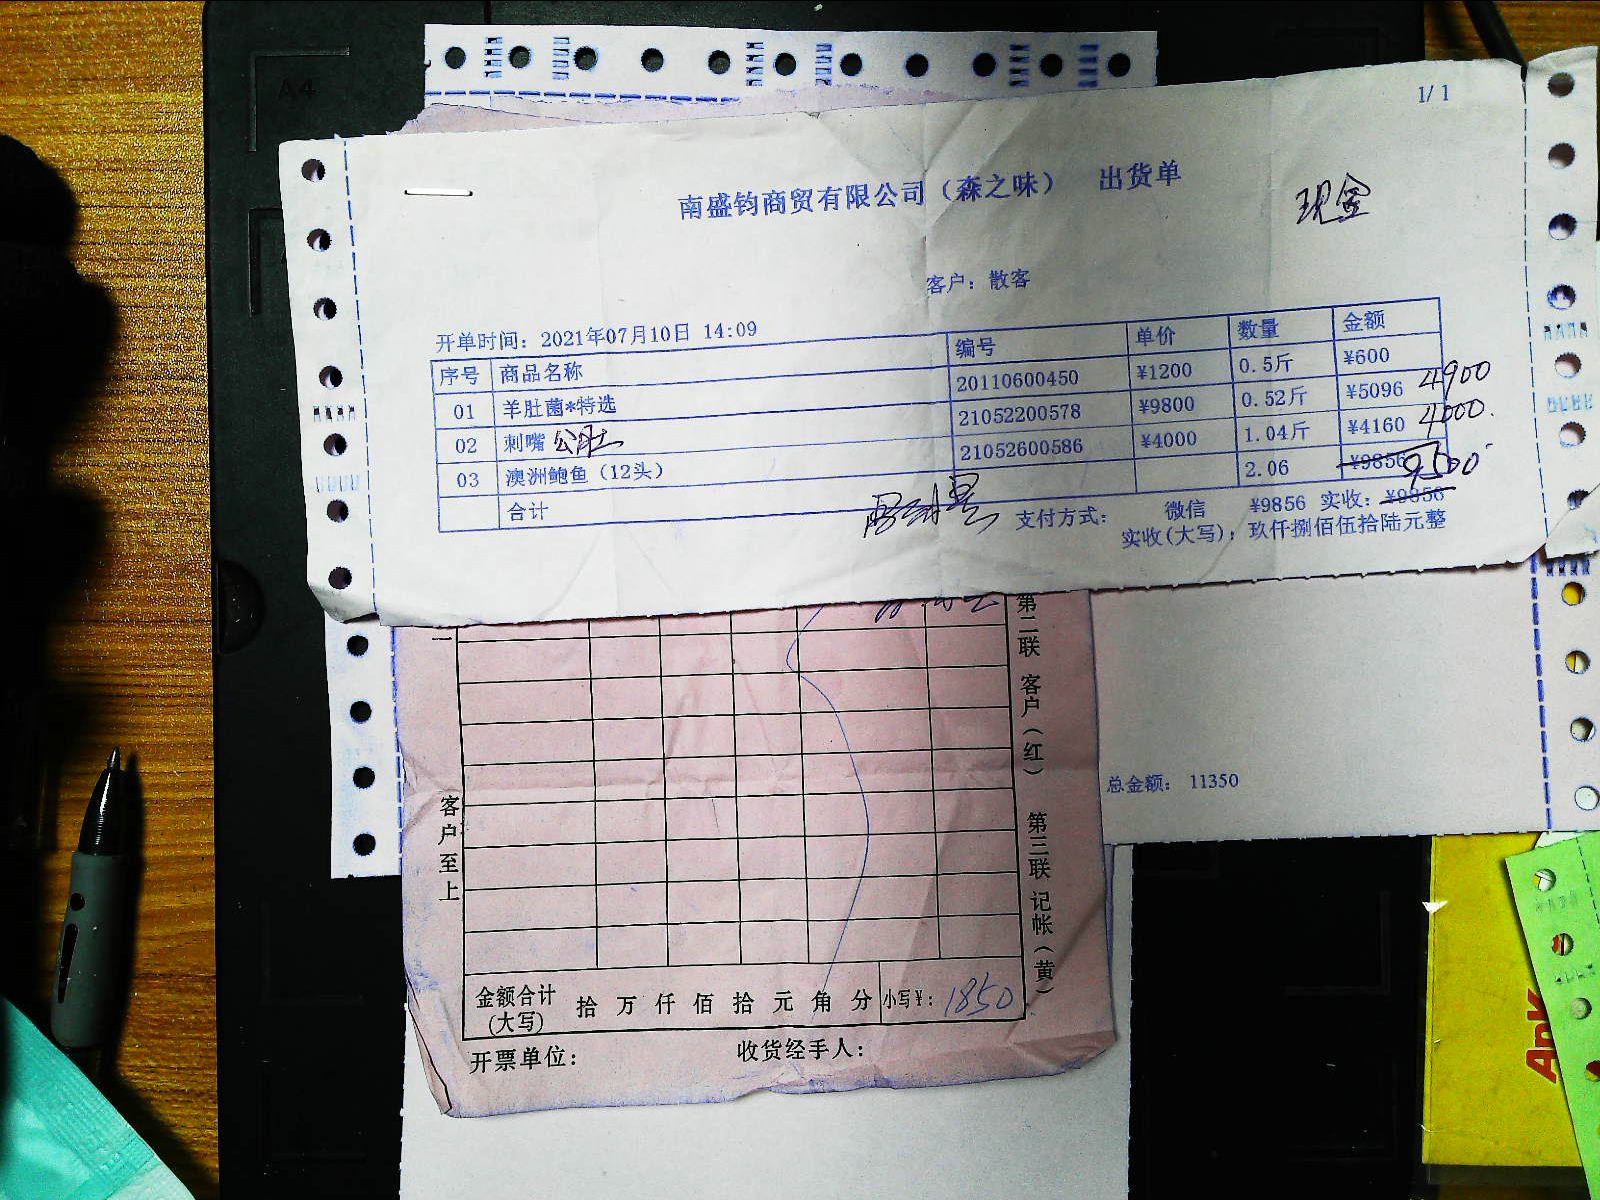 A4
1/1
南盛钧商贸有限公司（森之味） 出货单
现金
客户：散客
开单时间：2021年07月10日 14:09
序号 商品名称 编号 单价 数量 金额
01 羊肚菌*特选 20110600450 ¥1200 0.5斤 ¥600
02 刺嘴 公肚 21052200578 ¥9800 0.52斤 ¥5096 4900
03 澳洲鲍鱼（12头） 21052600586 ¥4000 1.04斤 ¥4160 4000.
合计 2.06 ¥9856 9500
支付方式： 微信 ¥9856 实收：¥9856
实收(大写)：玖仟捌佰伍拾陆元整
第二联 客户（红） 第三联 记帐（黄）
客户至上
总金额： 11350
金额合计(大写) 拾 万 仟 佰 拾 元 角 分 小写¥：1850
开票单位： 收货经手人：